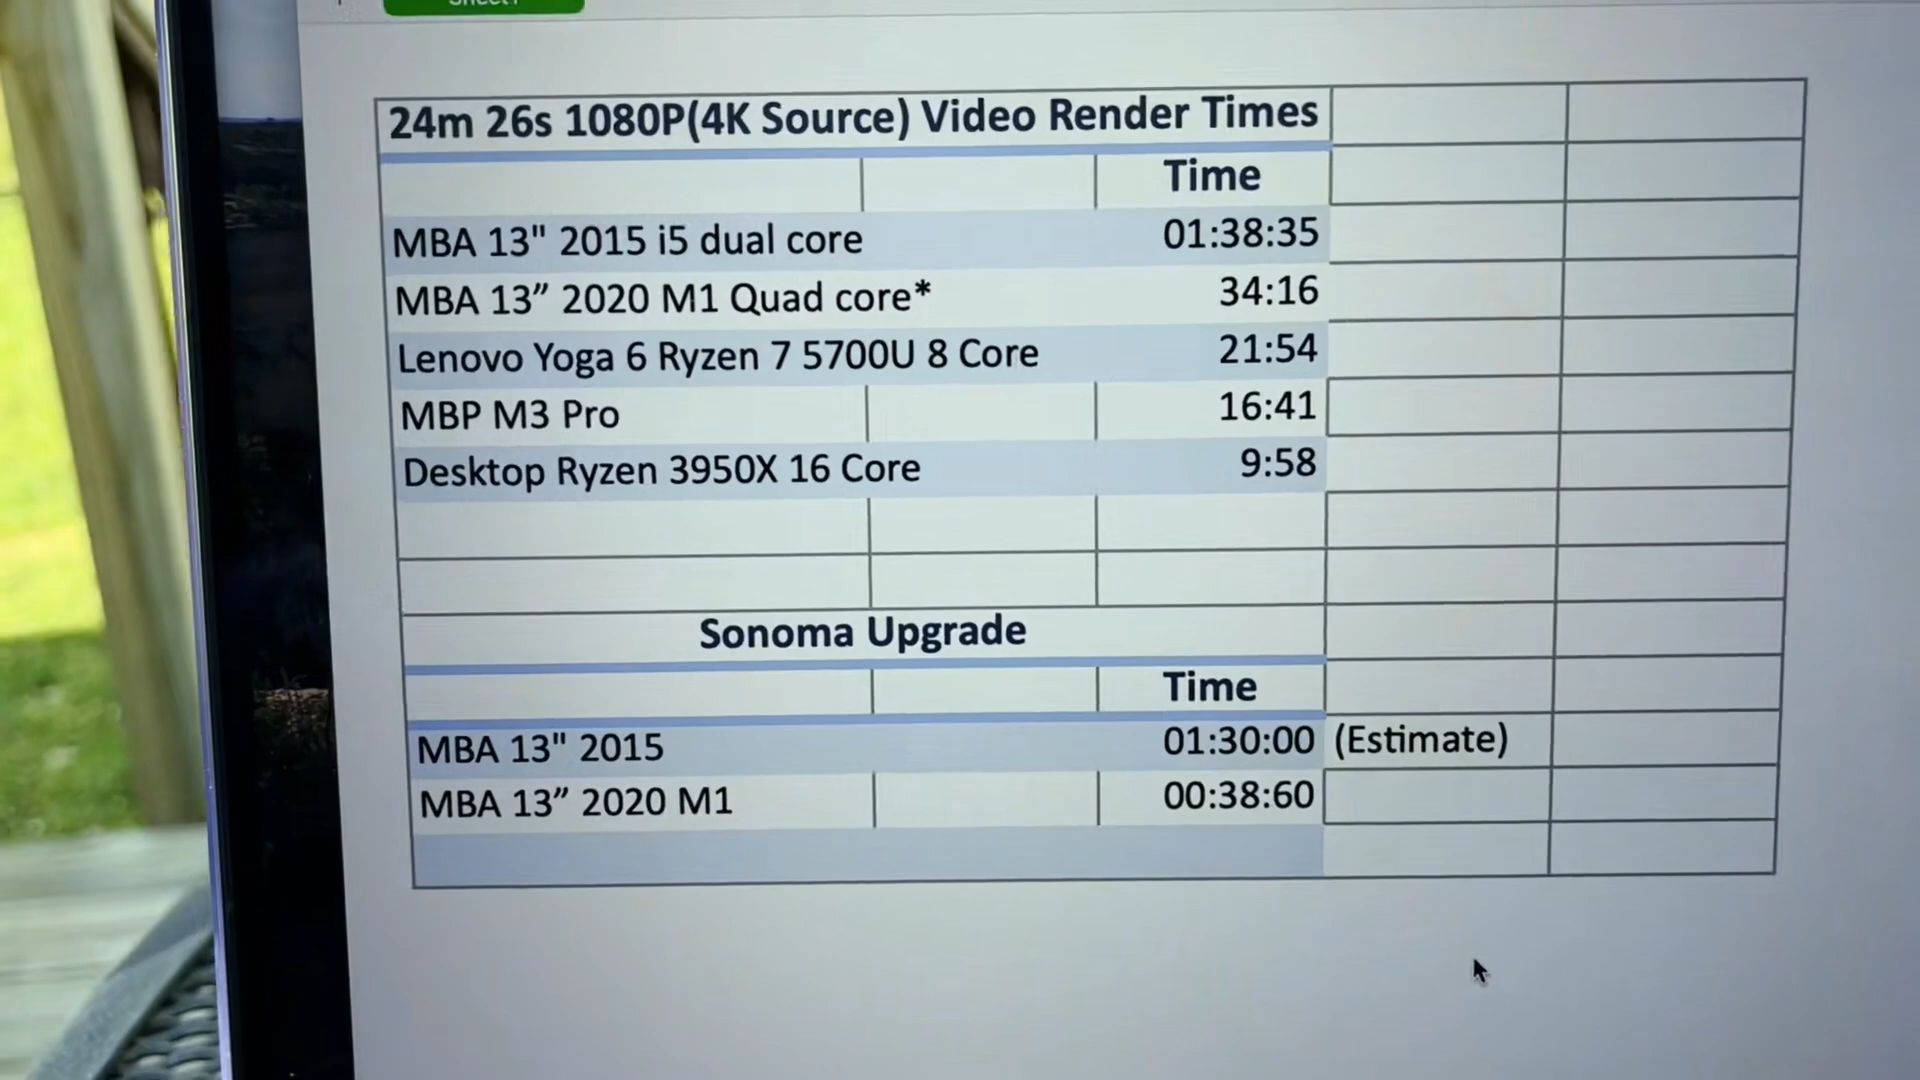 24m 26s 1080P(4K Source) Video Render Times
Time
MBA 13" 2015 i5 dual core 01:38:35
MBA 13” 2020 M1 Quad core* 34:16
Lenovo Yoga 6 Ryzen 7 5700U 8 Core 21:54
MBP M3 Pro 16:41
Desktop Ryzen 3950X 16 Core 9:58
Sonoma Upgrade
Time
MBA 13" 2015 01:30:00 (Estimate)
MBA 13” 2020 M1 00:38:60